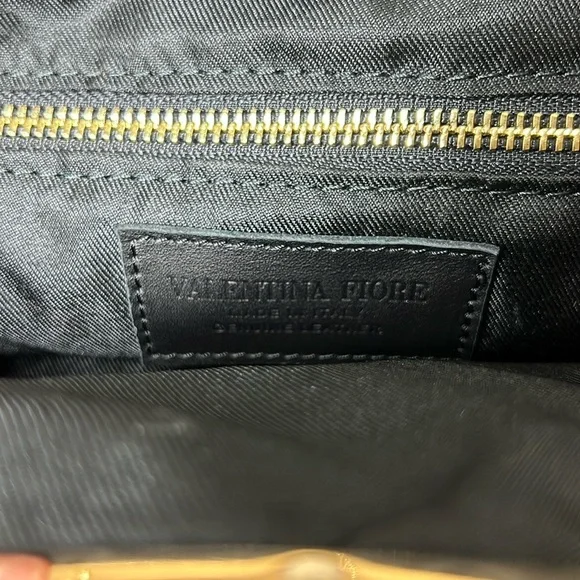 VALENTINA FIORE
MADE IN ITALY
GENUINE LEATHER